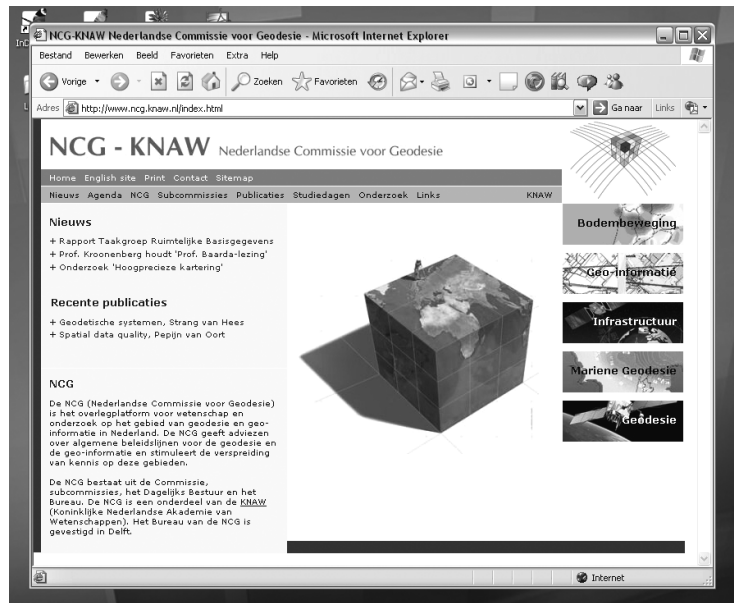 NCG-KNAW Nederlandse Commissie voor Geodesie - Microsoft Internet Explorer
Bestand Bewerken Beeld Favorieten Extra Help
Vorige Zoeken Favorieten
Adres http://www.ncg.knaw.nl/index.html Ga naar Links
NCG - KNAW Nederlandse Commissie voor Geodesie
Home English site Print Contact Sitemap
Nieuws Agenda NCG Subcommissies Publicaties Studiedagen Onderzoek Links KNAW
Nieuws
+ Rapport Taakgroep Ruimtelijke Basisgegevens
+ Prof. Kroonenberg houdt 'Prof. Baarda-lezing'
+ Onderzoek 'Hoogprecieze kartering'
Recente publicaties
+ Geodetische systemen, Strang van Hees
+ Spatial data quality, Pepijn van Oort
NCG
De NCG (Nederlandse Commissie voor Geodesie)
is het overlegplatform voor wetenschap en
onderzoek op het gebied van geodesie en geo-
informatie in Nederland. De NCG geeft adviezen
over algemene beleidslijnen voor de geodesie en
de geo-informatie en stimuleert de verspreiding
van kennis op deze gebieden.
De NCG bestaat uit de Commissie,
subcommissies, het Dagelijks Bestuur en het
Bureau. De NCG is een onderdeel van de KNAW
(Koninklijke Nederlandse Akademie van
Wetenschappen). Het Bureau van de NCG is
gevestigd in Delft.
Bodembeweging
Geo-informatie
Infrastructuur
Mariene Geodesie
Geodesie
Internet